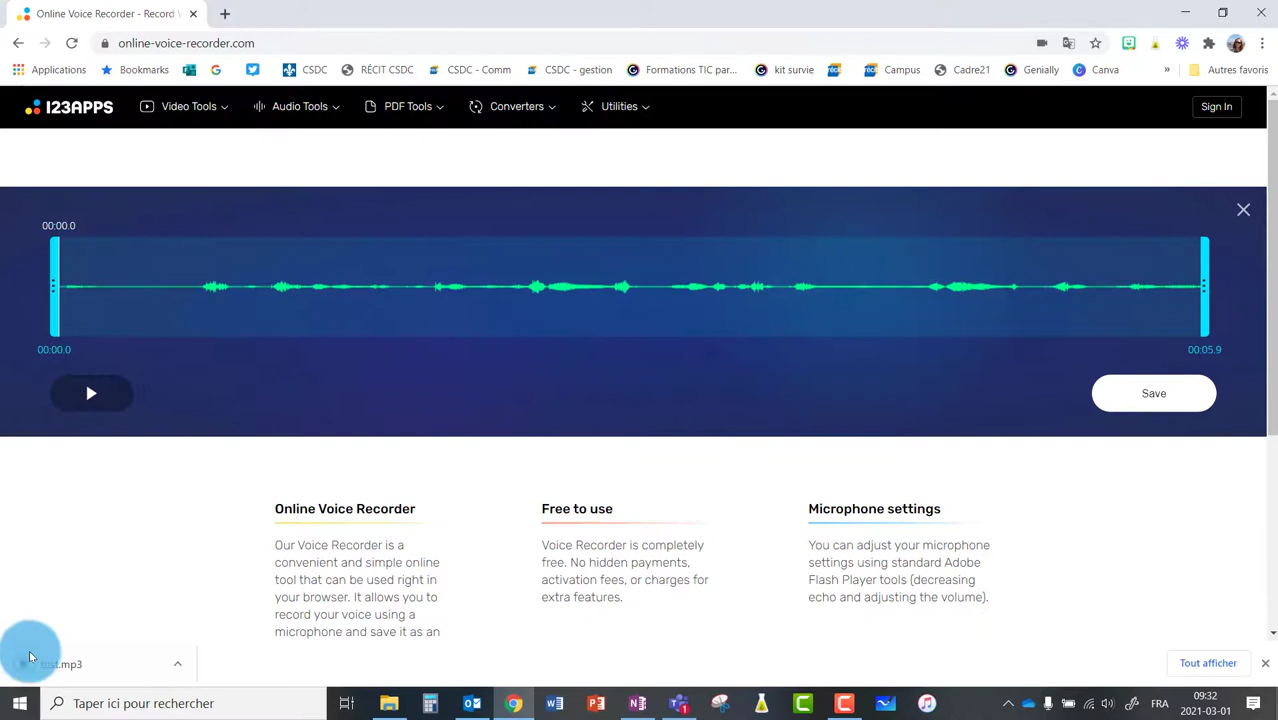 Online Voice Recorder - Record
online-voice-recorder.com
Applications Bookmarks CSDC RÉCIT CSDC CSDC - Comm CSDC - gestion Formations TIC par... kit survie Campus Cadre21 Genially Canva » Autres favoris
123APPS Video Tools Audio Tools PDF Tools Converters Utilities Sign In
00:00.0
00:00.0 00:05.9
Save
Online Voice Recorder
Our Voice Recorder is a
convenient and simple online
tool that can be used right in
your browser. It allows you to
record your voice using a
microphone and save it as an
Free to use
Voice Recorder is completely
free. No hidden payments,
activation fees, or charges for
extra features.
Microphone settings
You can adjust your microphone
settings using standard Adobe
Flash Player tools (decreasing
echo and adjusting the volume).
test.mp3
Tout afficher
Taper ici pour rechercher
FRA
09:32
2021-03-01